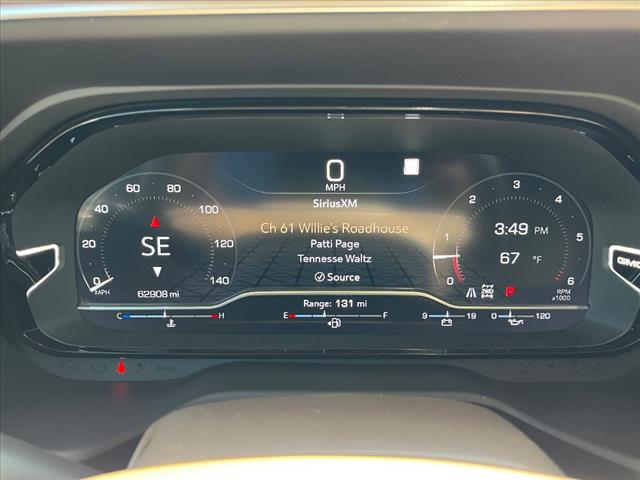 0
MPH
SiriusXM
Ch 61 Willie's Roadhouse
Patti Page
Tennesse Waltz
Source
Range: 131 mi
0 20 40 60 80 100 120 140
MPH
SE
62908 mi
0 1 2 3 4 5 6
3:49 PM
67 °F
2WD P
RPM
x1000
C H
E F
9 19
0 120
GMC